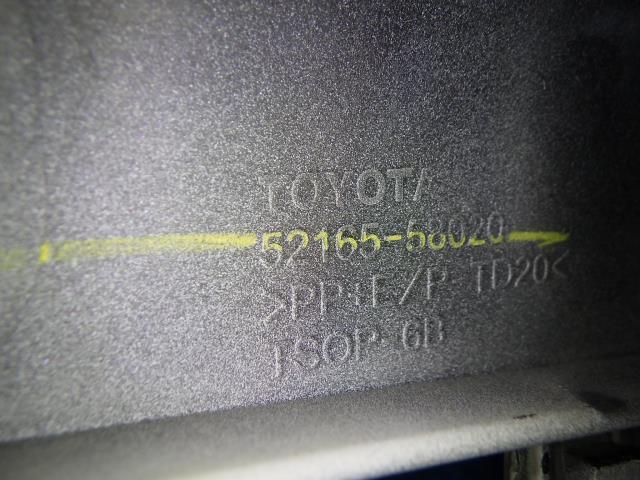 TOYOTA
52165-58020
>PP+E/P-TD20<
TSOP-6B